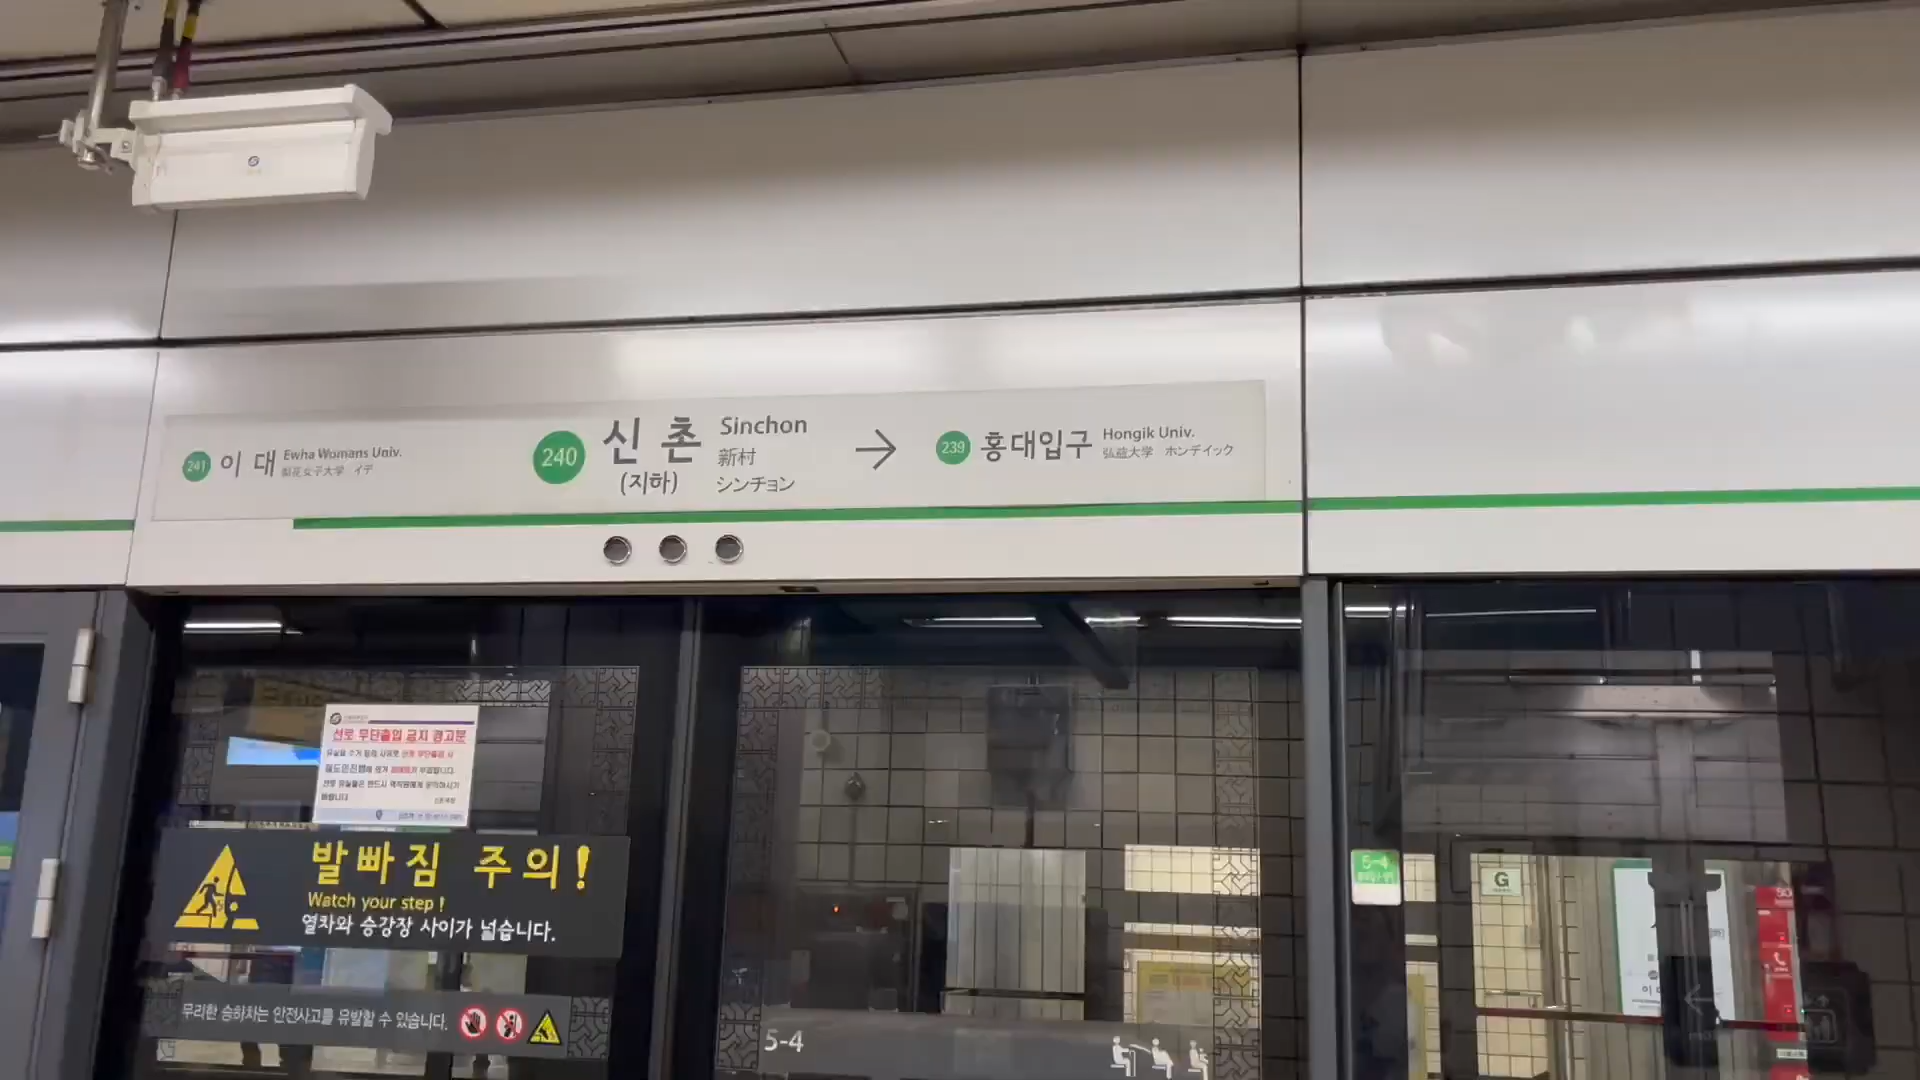 241 이대 Ewha Womans Univ.
梨花女子大学 イデ
240 신촌 Sinchon
(지하) 新村
シンチョン
→
239 홍대입구 Hongik Univ.
弘益大学 ホンデイック
선로 무단출입 금지 경고문
발빠짐 주의!
Watch your step !
열차와 승강장 사이가 넓습니다.
무리한 승하차는 안전사고를 유발할 수 있습니다.
5-4
5-4
G